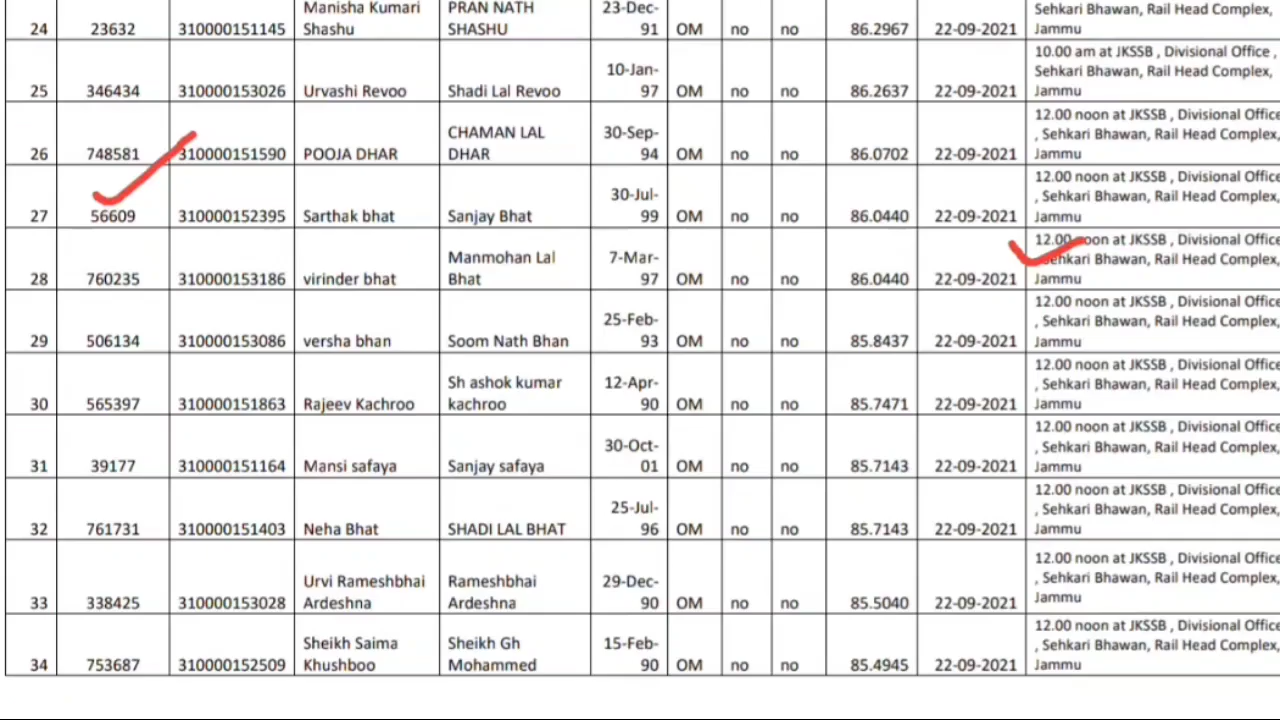 24 23632 310000151145 Manisha Kumari Shashu PRAN NATH SHASHU 23-Dec-91 OM no no 86.2967 22-09-2021 Sehkari Bhawan, Rail Head Complex, Jammu
25 346434 310000153026 Urvashi Revoo Shadi Lal Revoo 10-Jan-97 OM no no 86.2637 22-09-2021 10.00 am at JKSSB , Divisional Office , Sehkari Bhawan, Rail Head Complex, Jammu
26 748581 310000151590 POOJA DHAR CHAMAN LAL DHAR 30-Sep-94 OM no no 86.0702 22-09-2021 12.00 noon at JKSSB , Divisional Office , Sehkari Bhawan, Rail Head Complex, Jammu
27 56609 310000152395 Sarthak bhat Sanjay Bhat 30-Jul-99 OM no no 86.0440 22-09-2021 12.00 noon at JKSSB , Divisional Office , Sehkari Bhawan, Rail Head Complex, Jammu
28 760235 310000153186 virinder bhat Manmohan Lal Bhat 7-Mar-97 OM no no 86.0440 22-09-2021 12.00 noon at JKSSB , Divisional Office , Sehkari Bhawan, Rail Head Complex, Jammu
29 506134 310000153086 versha bhan Soom Nath Bhan 25-Feb-93 OM no no 85.8437 22-09-2021 12.00 noon at JKSSB , Divisional Office , Sehkari Bhawan, Rail Head Complex, Jammu
30 565397 310000151863 Rajeev Kachroo Sh ashok kumar kachroo 12-Apr-90 OM no no 85.7471 22-09-2021 12.00 noon at JKSSB , Divisional Office , Sehkari Bhawan, Rail Head Complex, Jammu
31 39177 310000151164 Mansi safaya Sanjay safaya 30-Oct-01 OM no no 85.7143 22-09-2021 12.00 noon at JKSSB , Divisional Office , Sehkari Bhawan, Rail Head Complex, Jammu
32 761731 310000151403 Neha Bhat SHADI LAL BHAT 25-Jul-96 OM no no 85.7143 22-09-2021 12.00 noon at JKSSB , Divisional Office , Sehkari Bhawan, Rail Head Complex, Jammu
33 338425 310000153028 Urvi Rameshbhai Ardeshna Rameshbhai Ardeshna 29-Dec-90 OM no no 85.5040 22-09-2021 12.00 noon at JKSSB , Divisional Office , Sehkari Bhawan, Rail Head Complex, Jammu
34 753687 310000152509 Sheikh Saima Khushboo Sheikh Gh Mohammed 15-Feb-90 OM no no 85.4945 22-09-2021 12.00 noon at JKSSB , Divisional Office , Sehkari Bhawan, Rail Head Complex, Jammu